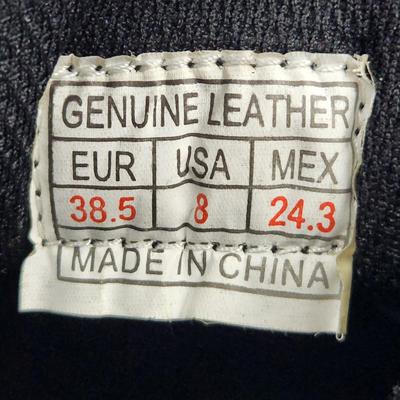 GENUINE LEATHER
EUR USA MEX
38.5 8 24.3
MADE IN CHINA